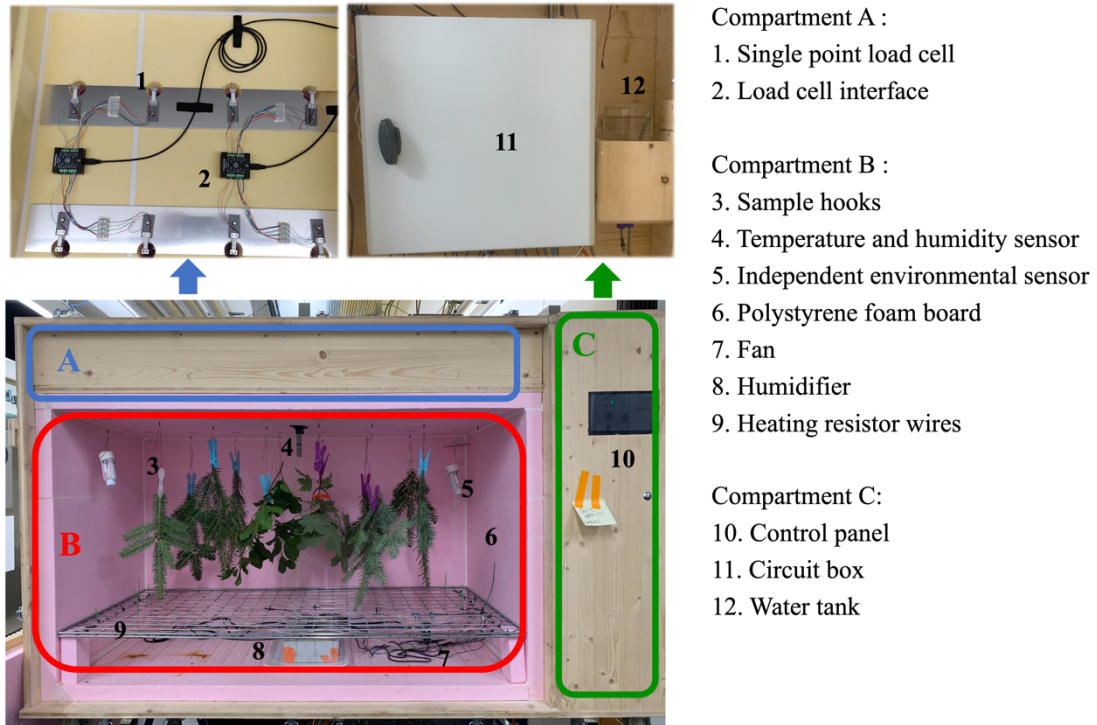 1
2
11
12
A
B
C
3
4
5
6
7
8
9
10
Compartment A :
1. Single point load cell
2. Load cell interface
Compartment B :
3. Sample hooks
4. Temperature and humidity sensor
5. Independent environmental sensor
6. Polystyrene foam board
7. Fan
8. Humidifier
9. Heating resistor wires
Compartment C:
10. Control panel
11. Circuit box
12. Water tank